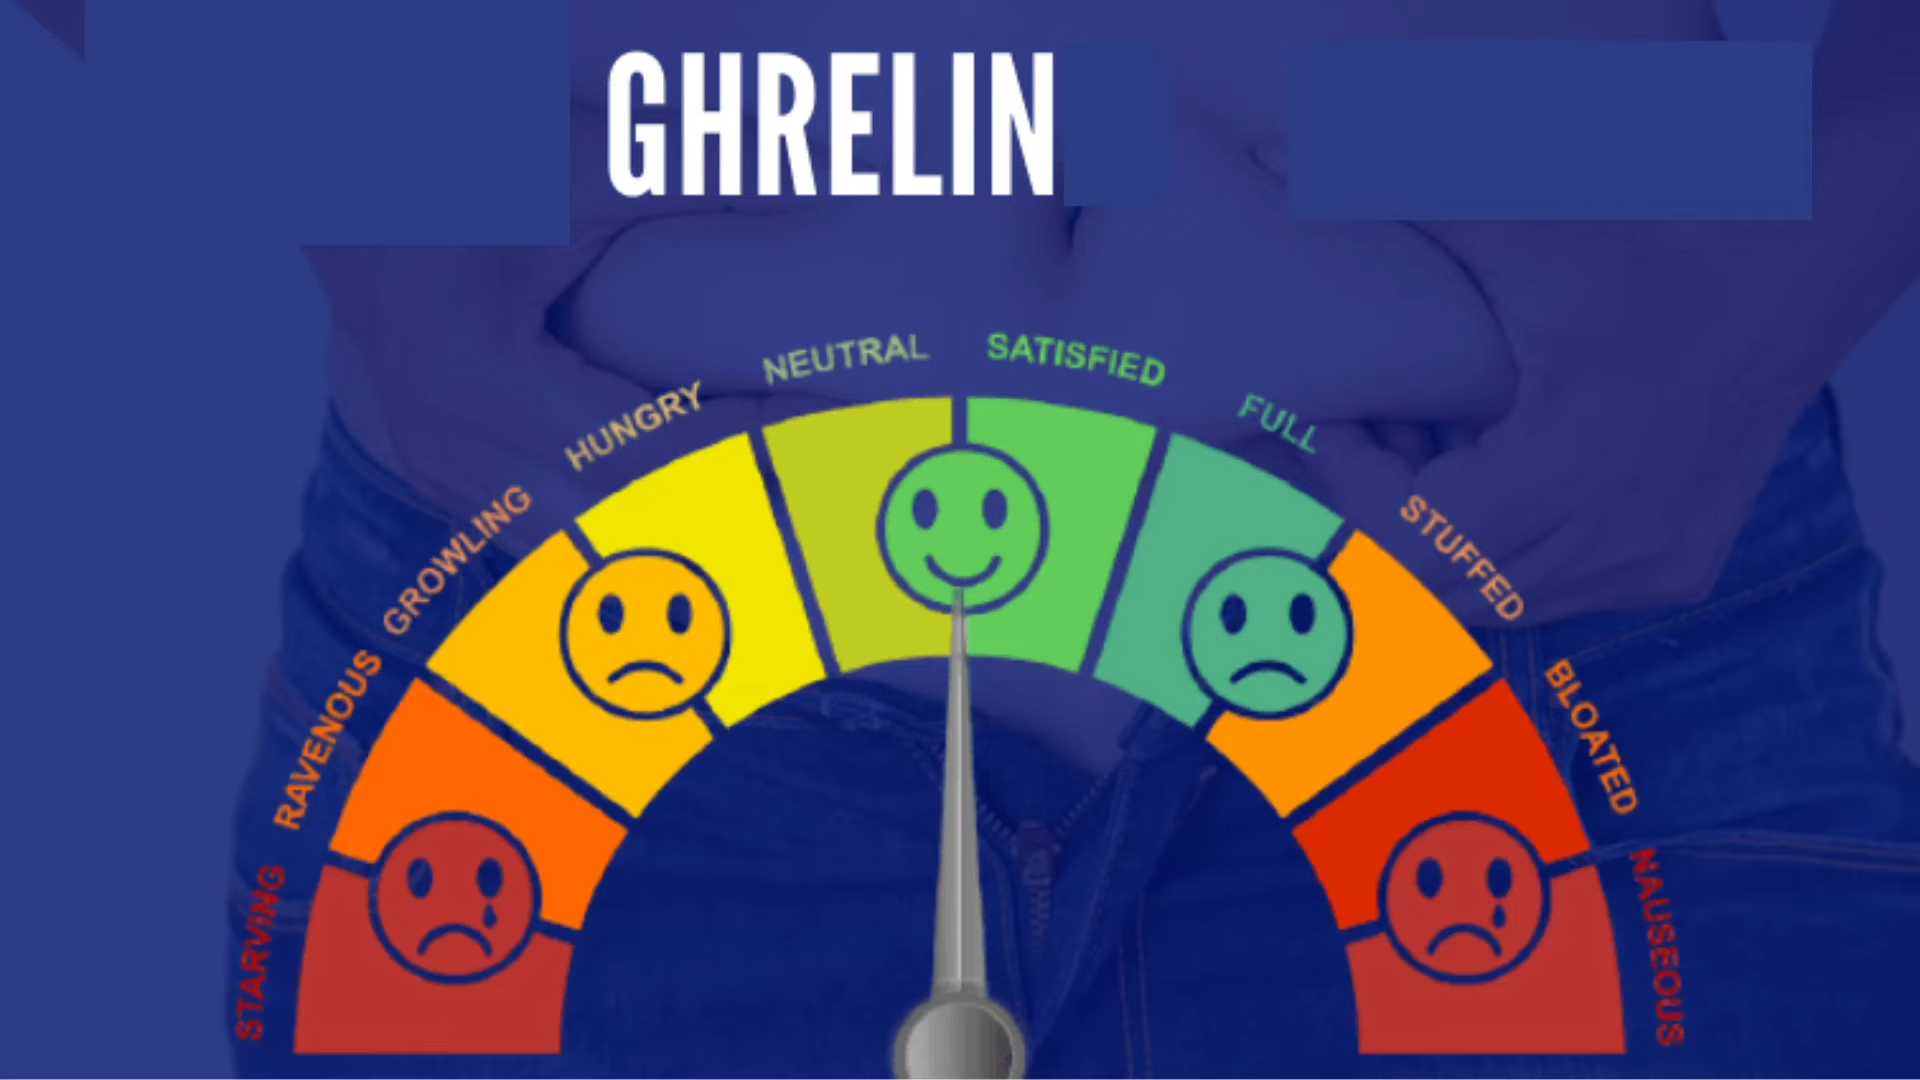 GHRELIN
STARVING
RAVENOUS
GROWLING
HUNGRY
NEUTRAL
SATISFIED
FULL
STUFFED
BLOATED
NAUSEOUS